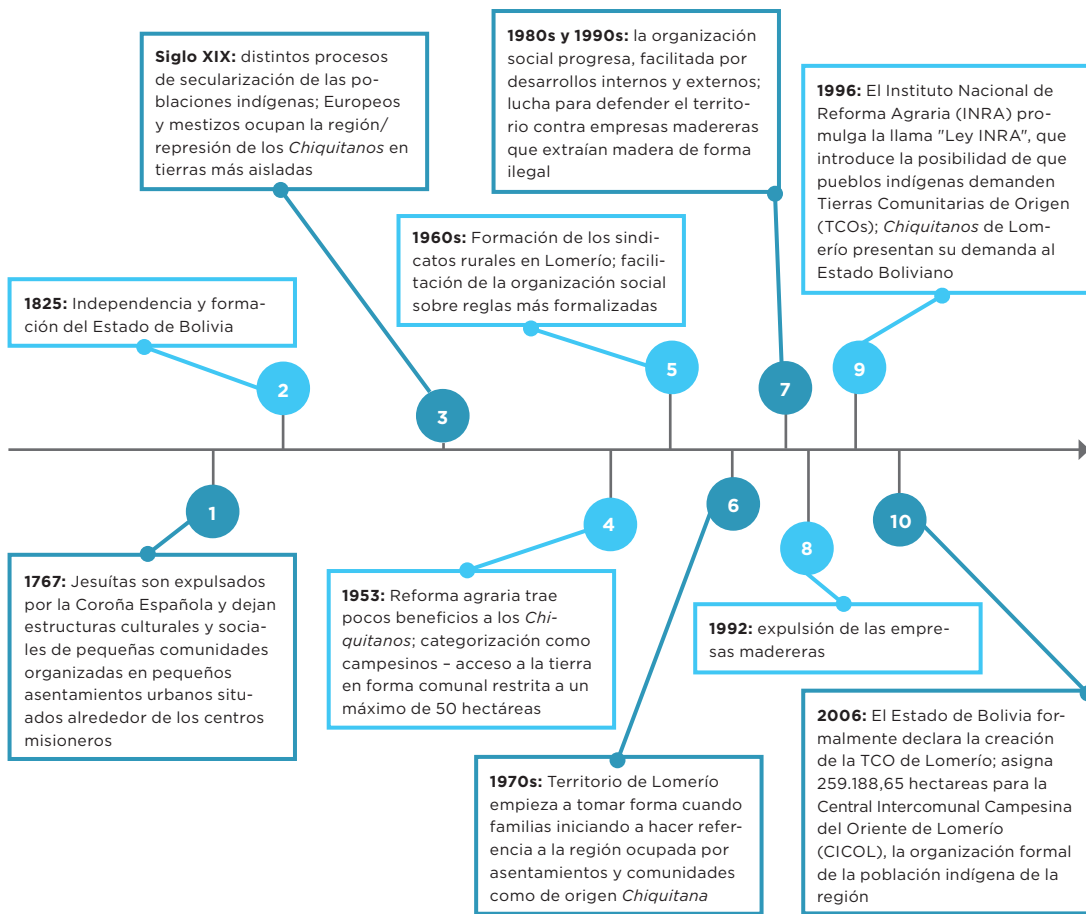 Siglo XIX: distintos procesos
de secularización de las po-
blaciones indígenas; Europeos
y mestizos ocupan la región/
represión de los Chiquitanos en
tierras más aisladas
1980s y 1990s: la organización
social progresa, facilitada por
desarrollos internos y externos;
lucha para defender el territo-
rio contra empresas madereras
que extraían madera de forma
ilegal
1996: El Instituto Nacional de
Reforma Agraria (INRA) pro-
mulga la llama "Ley INRA", que
introduce la posibilidad de que
pueblos indígenas demanden
Tierras Comunitarias de Origen
(TCOs); Chiquitanos de Lom-
erío presentan su demanda al
Estado Boliviano
1960s: Formación de los sindi-
catos rurales en Lomerío; facili-
tación de la organización social
sobre reglas más formalizadas
1825: Independencia y forma-
ción del Estado de Bolivia
2
3
5
7
9
1
4
6
8
10
1767: Jesuítas son expulsados
por la Coroña Española y dejan
estructuras culturales y socia-
les de pequeñas comunidades
organizadas en pequeños
asentamientos urbanos situ-
ados alrededor de los centros
misioneros
1953: Reforma agraria trae
pocos beneficios a los Chi-
quitanos; categorización como
campesinos – acceso a la tierra
en forma comunal restrita a un
máximo de 50 hectáreas
1992: expulsión de las empre-
sas madereras
1970s: Territorio de Lomerío
empieza a tomar forma cuando
familias iniciando a hacer refer-
encia a la región ocupada por
asentamientos y comunidades
como de origen Chiquitana
2006: El Estado de Bolivia for-
malmente declara la creación
de la TCO de Lomerío; asigna
259.188,65 hectareas para la
Central Intercomunal Campesina
del Oriente de Lomerío
(CICOL), la organización formal
de la población indígena de la
región